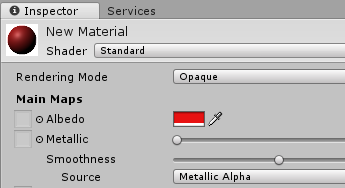 Inspector Services
New Material
Shader Standard
Rendering Mode Opaque
Main Maps
Albedo
Metallic
Smoothness
Source Metallic Alpha